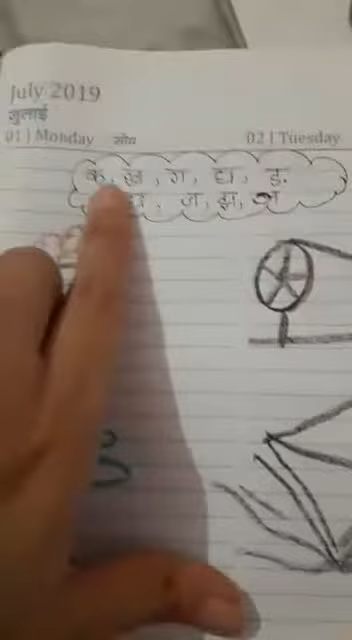 July 2019
जुलाई
01 | Monday सोम 02 | Tuesday
क, ख, ग, घ, ङ
ज, झ, ञ